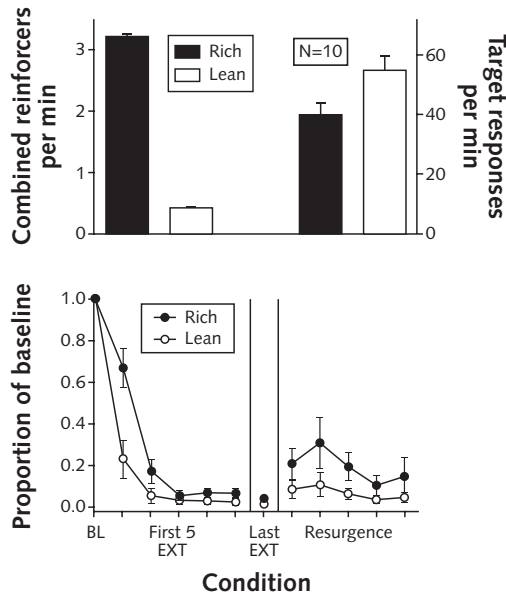 Combined reinforcers
per min
3
2
1
0
Rich
Lean
N=10
60
40
20
0
Target responses
per min
Proportion of baseline
1.0
0.8
0.6
0.4
0.2
0.0
Rich
Lean
BL
First 5
EXT
Last
EXT
Resurgence
Condition